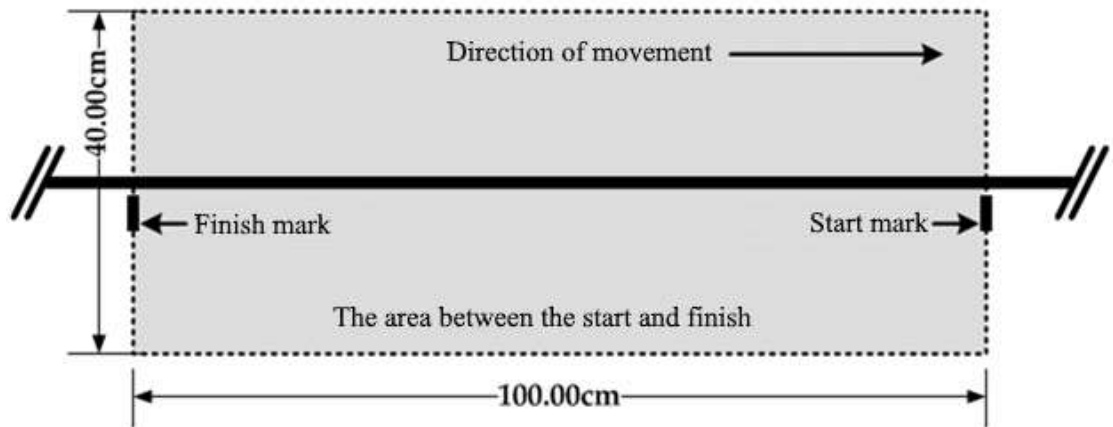 Direction of movement
40.00cm
Finish mark
Start mark
The area between the start and finish
100.00cm